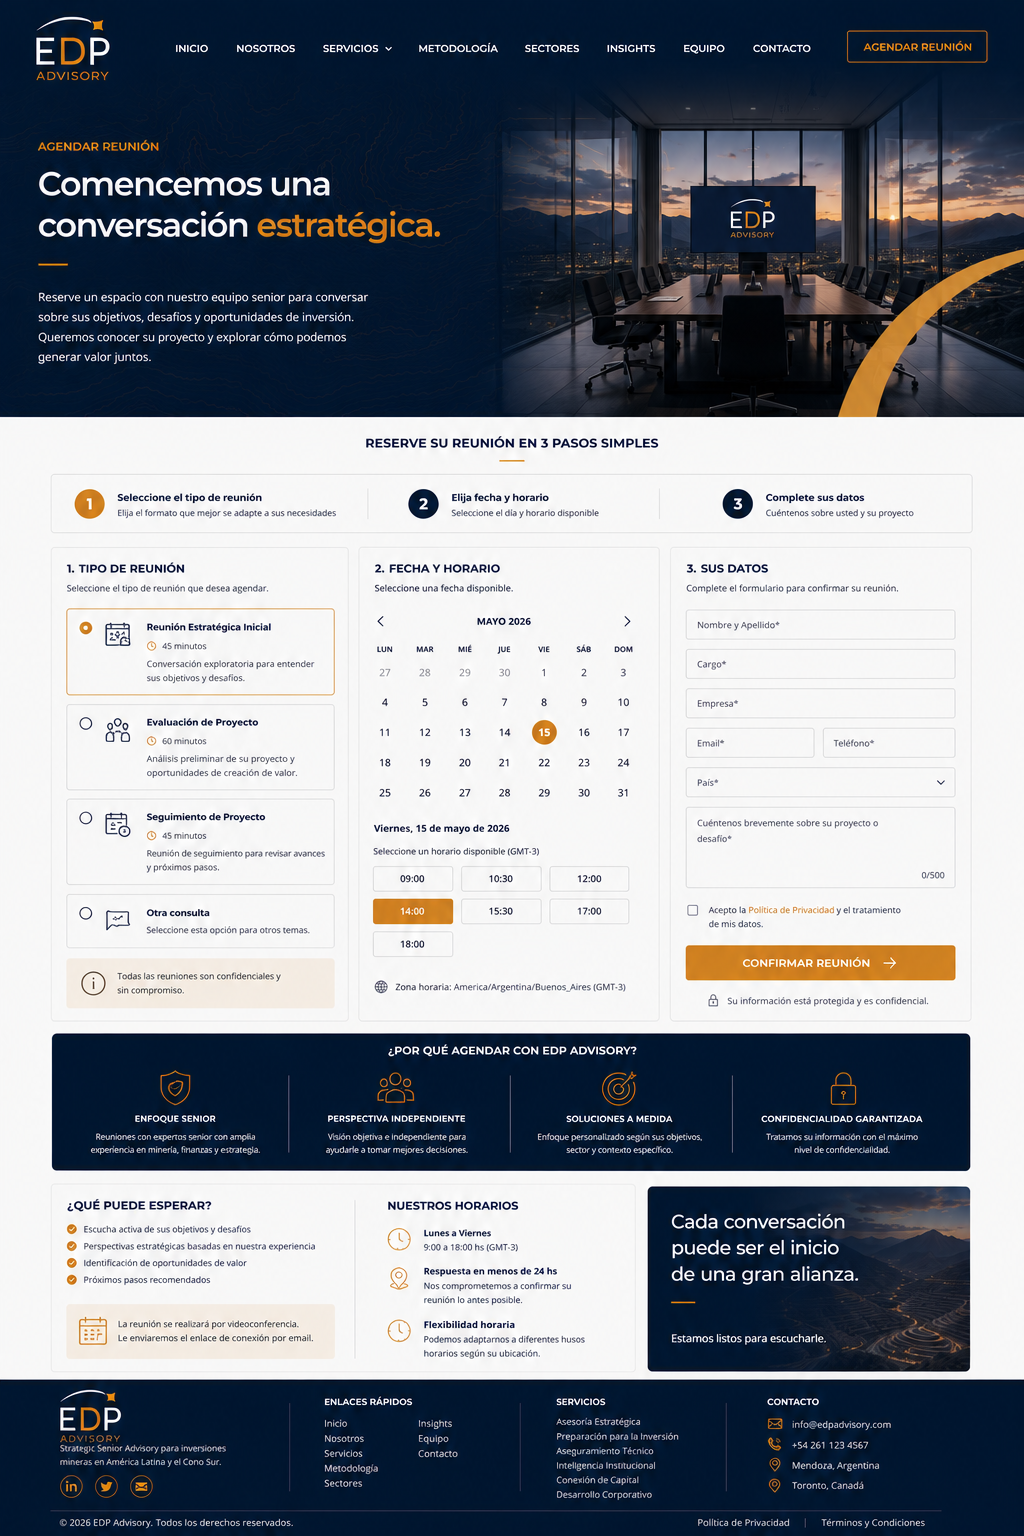 EDP
ADVISORY
INICIO
NOSOTROS
SERVICIOS
METODOLOGÍA
SECTORES
INSIGHTS
EQUIPO
CONTACTO
AGENDAR REUNIÓN
AGENDAR REUNIÓN
Comencemos una
conversación estratégica.
Reserve un espacio con nuestro equipo senior para conversar
sobre sus objetivos, desafíos y oportunidades de inversión.
Queremos conocer su proyecto y explorar cómo podemos
generar valor juntos.
EDP
ADVISORY
RESERVE SU REUNIÓN EN 3 PASOS SIMPLES
1
Seleccione el tipo de reunión
Elija el formato que mejor se adapte a sus necesidades
2
Elija fecha y horario
Seleccione el día y horario disponible
3
Complete sus datos
Cuéntenos sobre usted y su proyecto
1. TIPO DE REUNIÓN
Seleccione el tipo de reunión que desea agendar.
Reunión Estratégica Inicial
45 minutos
Conversación exploratoria para entender
sus objetivos y desafíos.
Evaluación de Proyecto
60 minutos
Análisis preliminar de su proyecto y
oportunidades de creación de valor.
Seguimiento de Proyecto
45 minutos
Reunión de seguimiento para revisar avances
y próximos pasos.
Otra consulta
Seleccione esta opción para otros temas.
Todas las reuniones son confidenciales y
sin compromiso.
2. FECHA Y HORARIO
Seleccione una fecha disponible.
MAYO 2026
LUN MAR MIÉ JUE VIE SÁB DOM
27 28 29 30 1 2 3
4 5 6 7 8 9 10
11 12 13 14 15 16 17
18 19 20 21 22 23 24
25 26 27 28 29 30 31
Viernes, 15 de mayo de 2026
Seleccione un horario disponible (GMT-3)
09:00 10:30 12:00
14:00 15:30 17:00
18:00
Zona horaria: America/Argentina/Buenos_Aires (GMT-3)
3. SUS DATOS
Complete el formulario para confirmar su reunión.
Nombre y Apellido*
Cargo*
Empresa*
Email*
Teléfono*
País*
Cuéntenos brevemente sobre su proyecto o
desafío*
0/500
Acepto la Política de Privacidad y el tratamiento
de mis datos.
CONFIRMAR REUNIÓN
Su información está protegida y es confidencial.
¿POR QUÉ AGENDAR CON EDP ADVISORY?
ENFOQUE SENIOR
Reuniones con expertos senior con amplia
experiencia en minería, finanzas y estrategia.
PERSPECTIVA INDEPENDIENTE
Visión objetiva e independiente para
ayudarle a tomar mejores decisiones.
SOLUCIONES A MEDIDA
Enfoque personalizado según sus objetivos,
sector y contexto específico.
CONFIDENCIALIDAD GARANTIZADA
Tratamos su información con el máximo
nivel de confidencialidad.
¿QUÉ PUEDE ESPERAR?
Escucha activa de sus objetivos y desafíos
Perspectivas estratégicas basadas en nuestra experiencia
Identificación de oportunidades de valor
Próximos pasos recomendados
La reunión se realizará por videoconferencia.
Le enviaremos el enlace de conexión por email.
NUESTROS HORARIOS
Lunes a Viernes
9:00 a 18:00 hs (GMT-3)
Respuesta en menos de 24 hs
Nos comprometemos a confirmar su
reunión lo antes posible.
Flexibilidad horaria
Podemos adaptarnos a diferentes husos
horarios según su ubicación.
Cada conversación
puede ser el inicio
de una gran alianza.
Estamos listos para escucharle.
EDP
ADVISORY
Strategic Senior Advisory para inversiones
mineras en América Latina y el Cono Sur.
in
ENLACES RÁPIDOS
Inicio
Nosotros
Servicios
Metodología
Sectores
Insights
Equipo
Contacto
SERVICIOS
Asesoría Estratégica
Preparación para la Inversión
Aseguramiento Técnico
Inteligencia Institucional
Conexión de Capital
Desarrollo Corporativo
CONTACTO
info@edpadvisory.com
+54 261 123 4567
Mendoza, Argentina
Toronto, Canadá
© 2026 EDP Advisory. Todos los derechos reservados.
Política de Privacidad
Términos y Condiciones